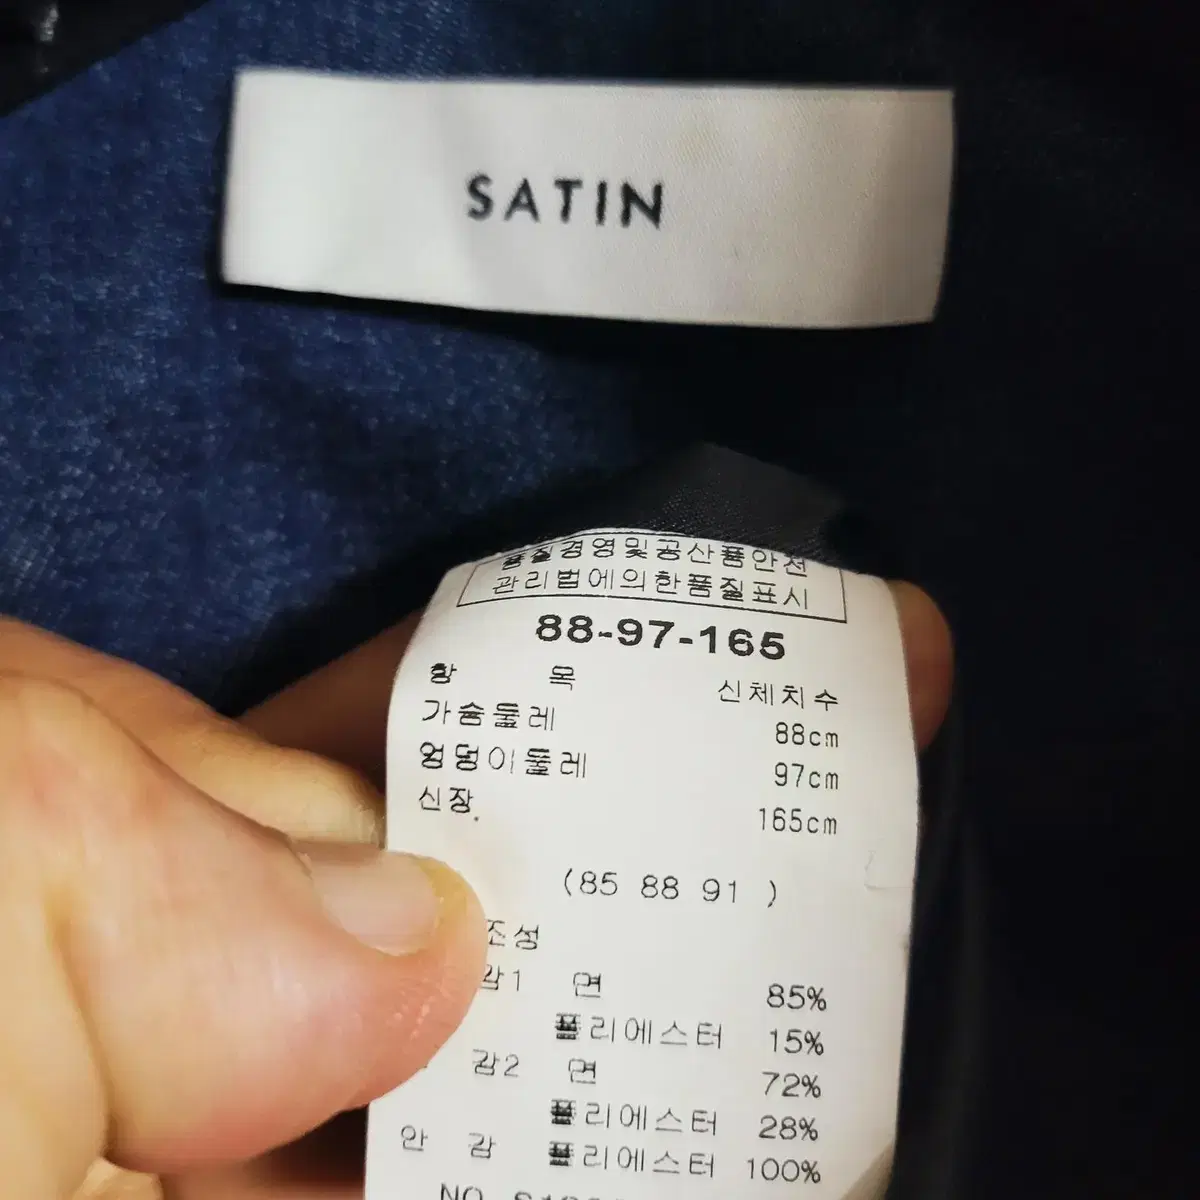 SATIN
품질경영및공산품안전
관리법에의한품질표시
88-97-165
항 목 신체치수
가슴둘레 88cm
엉덩이둘레 97cm
신장. 165cm
(85 88 91 )
조성
감1 면 85%
폴리에스터 15%
감2 면 72%
폴리에스터 28%
안 감 폴리에스터 100%
NO